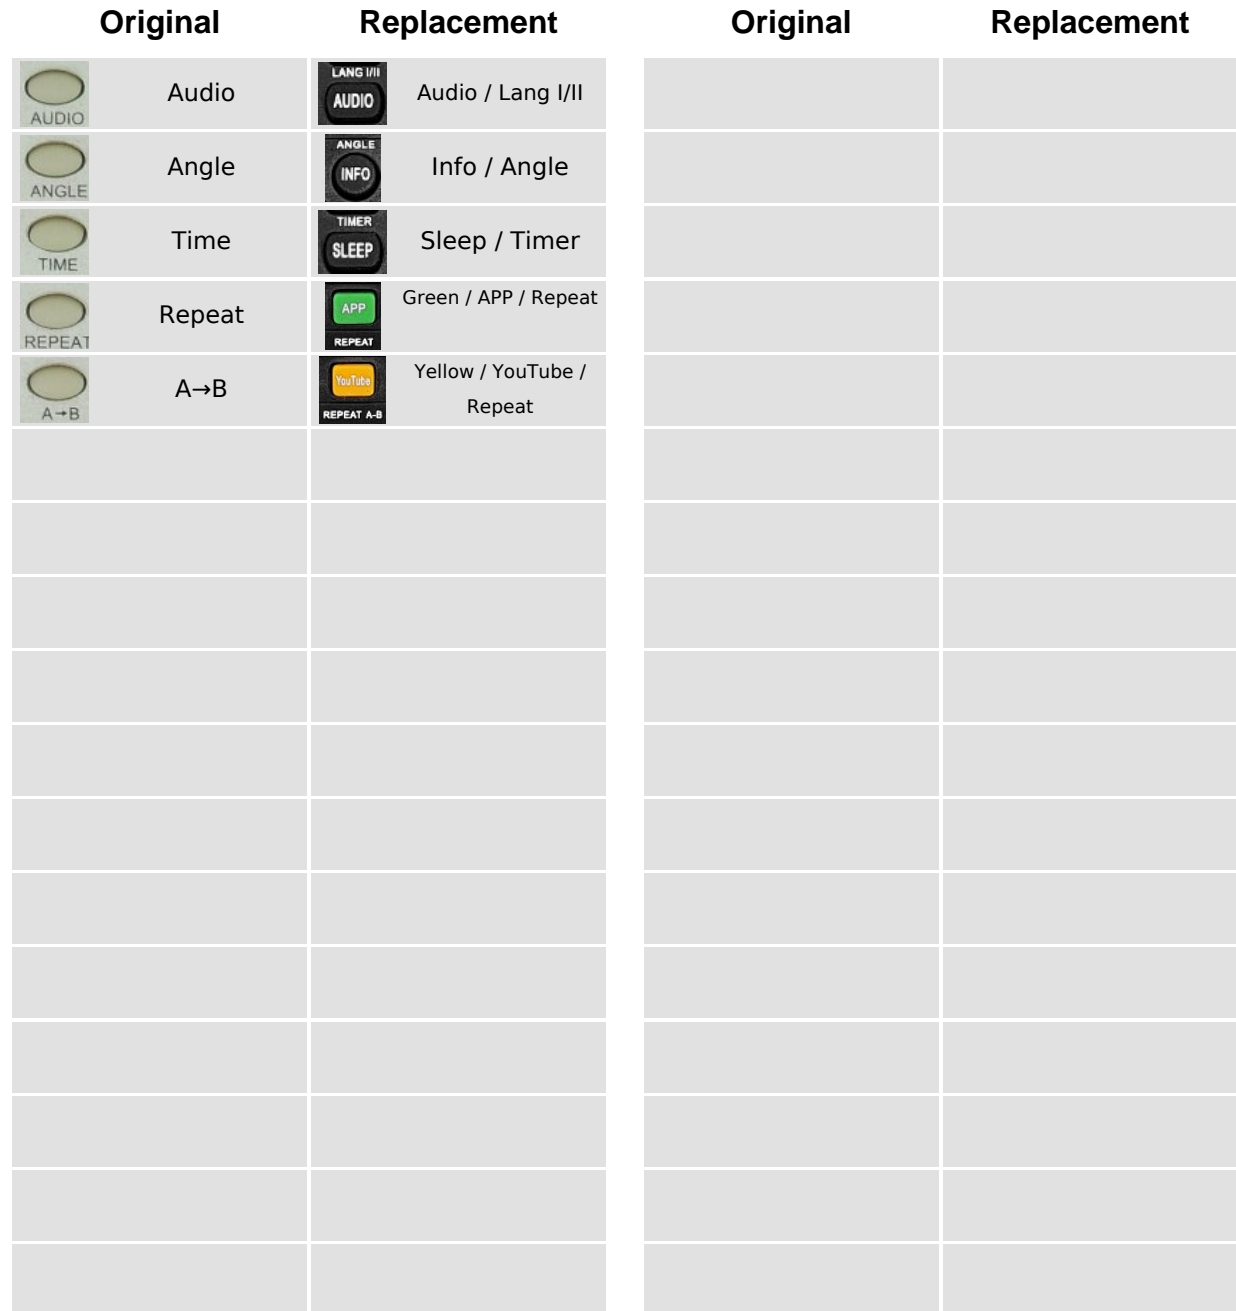 Original Replacement Original Replacement
AUDIO Audio LANG I/II AUDIO Audio / Lang I/II
ANGLE Angle ANGLE INFO Info / Angle
TIME Time TIMER SLEEP Sleep / Timer
REPEAT Repeat APP REPEAT Green / APP / Repeat
A→B A→B YouTube REPEAT A-B Yellow / YouTube /
Repeat